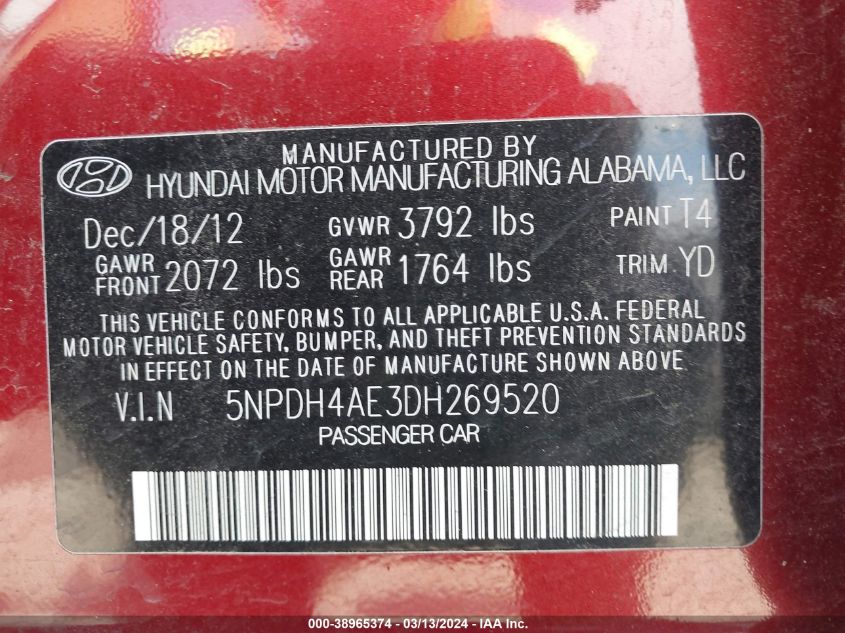 MANUFACTURED BY
HYUNDAI MOTOR MANUFACTURING ALABAMA, LLC
Dec/18/12 GVWR 3792 lbs PAINT T4
GAWR FRONT 2072 lbs GAWR REAR 1764 lbs TRIM YD
THIS VEHICLE CONFORMS TO ALL APPLICABLE U.S.A. FEDERAL
MOTOR VEHICLE SAFETY, BUMPER, AND THEFT PREVENTION STANDARDS
IN EFFECT ON THE DATE OF MANUFACTURE SHOWN ABOVE.
V.I.N 5NPDH4AE3DH269520
PASSENGER CAR
000-38965374 - 03/13/2024 - IAA Inc.